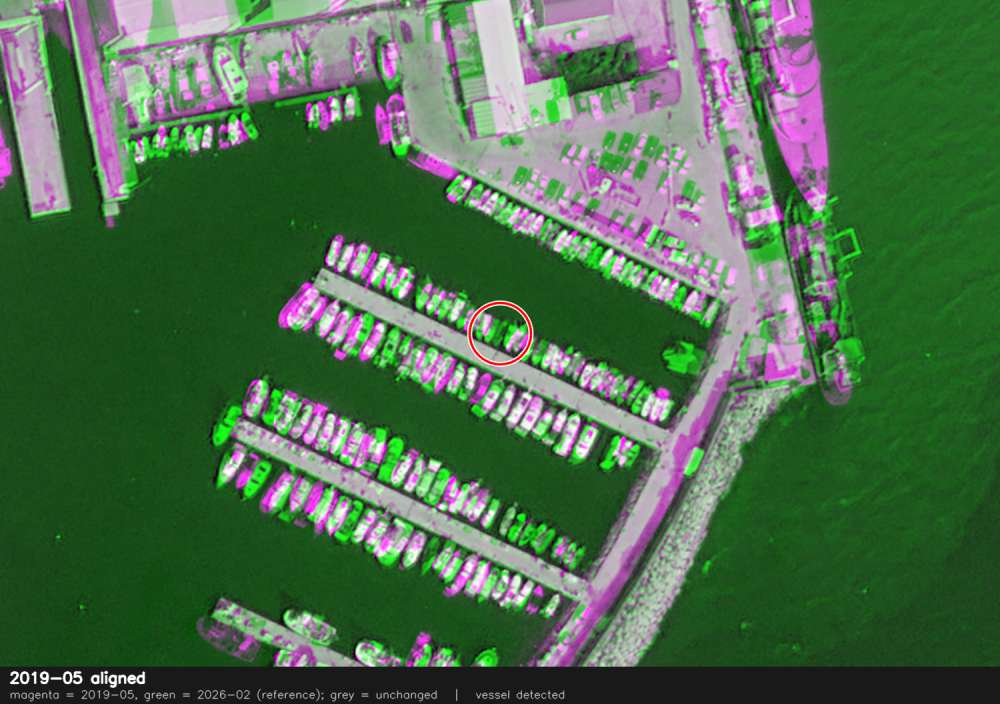 2019-05 aligned
magenta = 2019-05, green = 2026-02 (reference); grey = unchanged | vessel detected